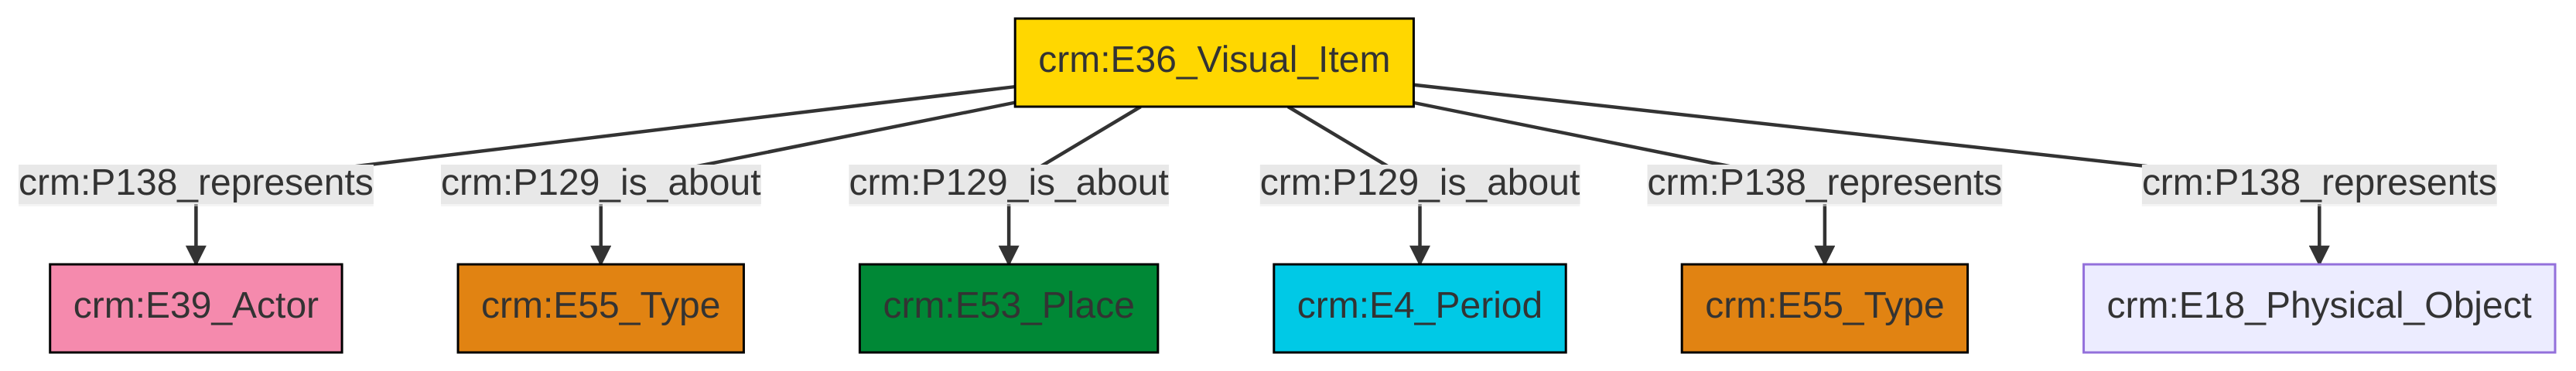 crm:E36_Visual_Item
crm:P138_represents
crm:P129_is_about
crm:P129_is_about
crm:P129_is_about
crm:P138_represents
crm:P138_represents
crm:E39_Actor
crm:E55_Type
crm:E53_Place
crm:E4_Period
crm:E55_Type
crm:E18_Physical_Object